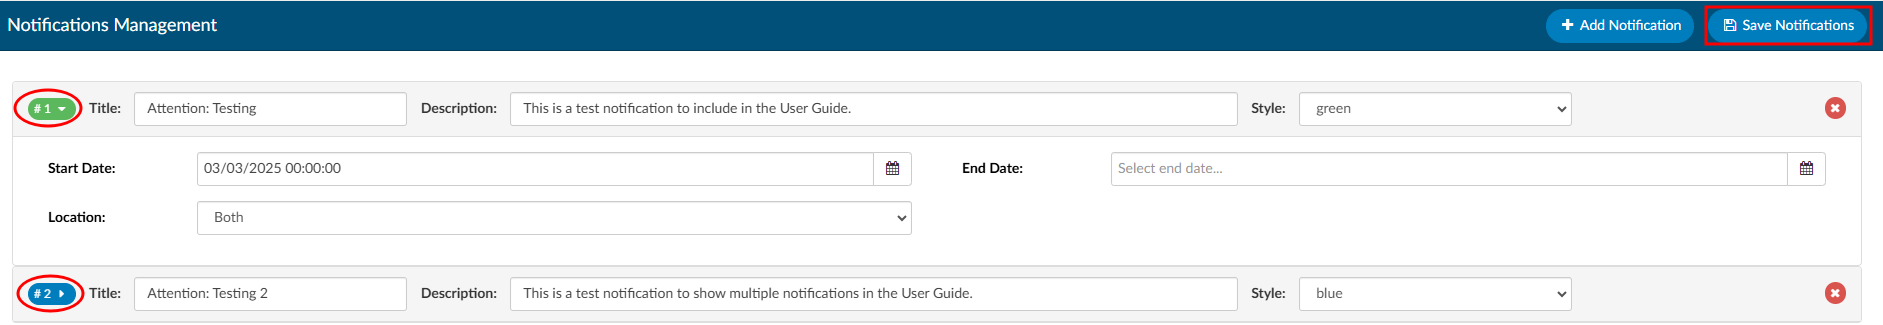 Notifications Management Add Notification Save Notifications
# 1 Title: Attention: Testing Description: This is a test notification to include in the User Guide. Style: green
Start Date: 03/03/2025 00:00:00 End Date: Select end date...
Location: Both
# 2 Title: Attention: Testing 2 Description: This is a test notification to show multiple notifications in the User Guide. Style: blue